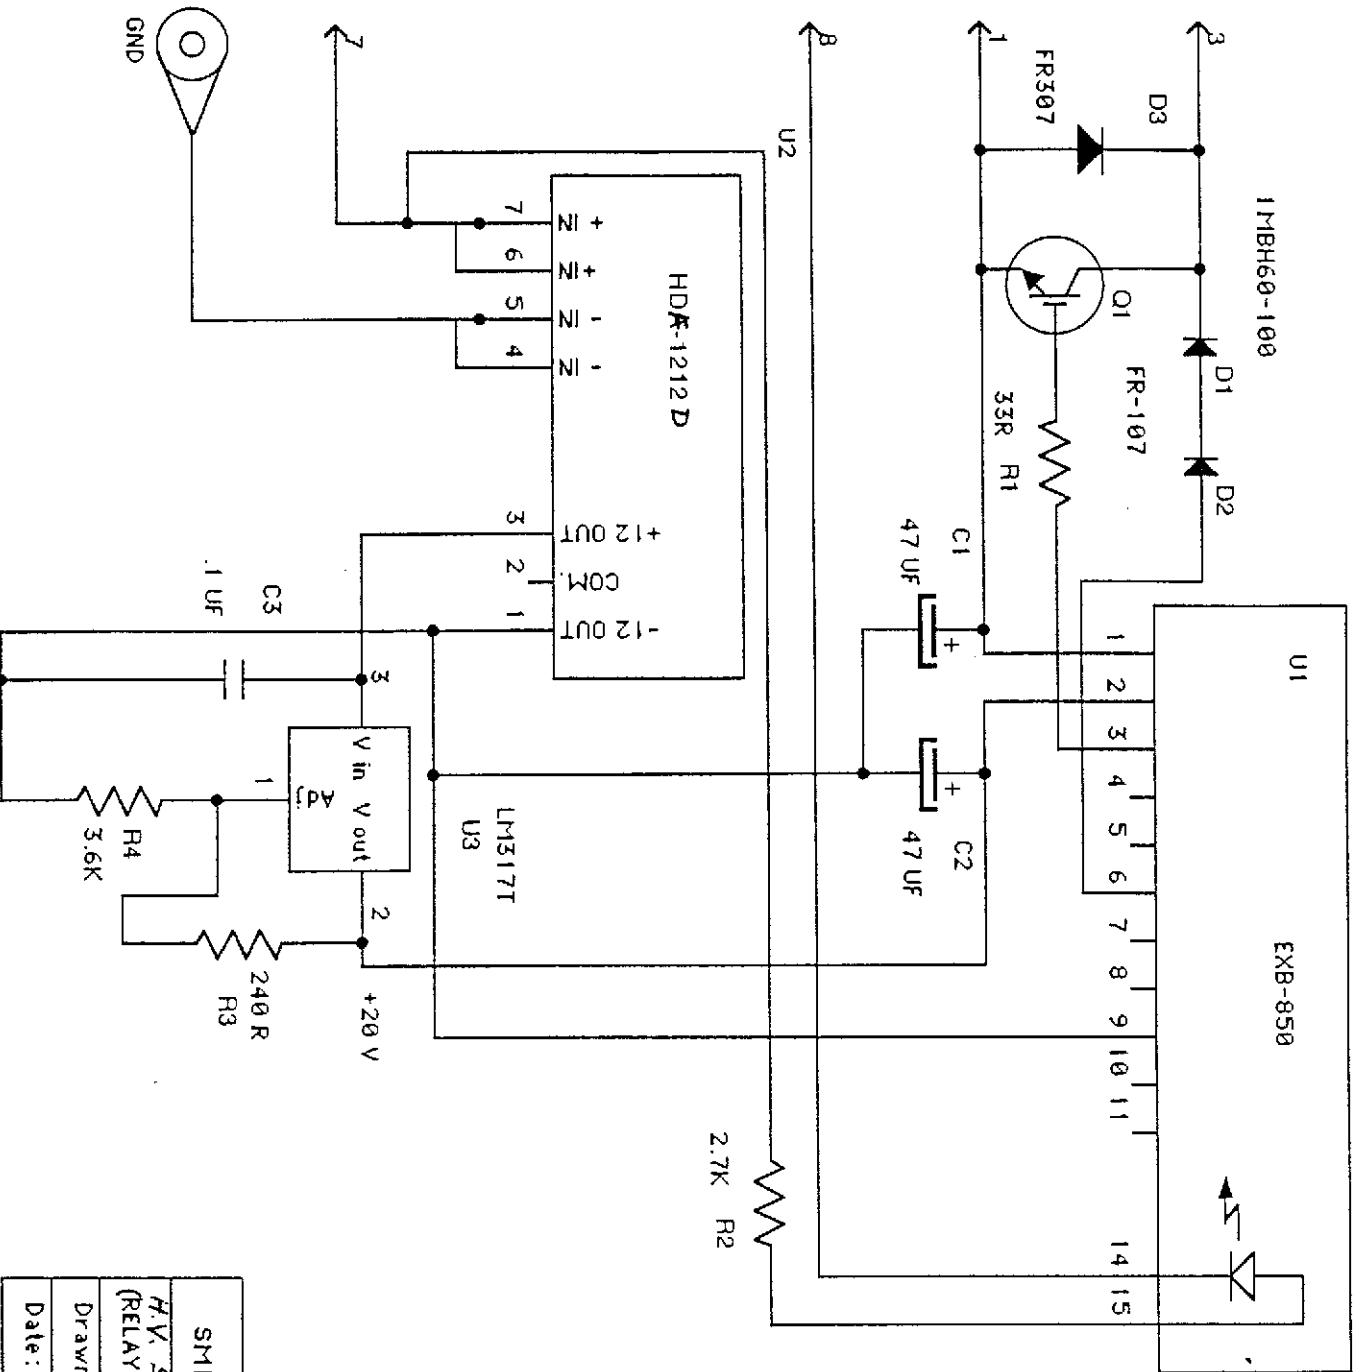 GND
7
8
1
3
FR307
D3
1MBH60-100
Q1
FR-107
D1
D2
33R R1
U2
HDA-1212D
7
+ IN
6
+IN
5
- IN
4
- IN
3
+12 OUT
2
COM.
1
-12 OUT
C1
47 UF
C2
47 UF
U1
EXB-850
1
2
3
4
5
6
7
8
9
10
11
14
15
C3
.1 UF
3
V in V out
Adj
1
2
LM317T
U3
R4
3.6K
240 R
R3
+20 V
2.7K R2
(RELAY
Date: